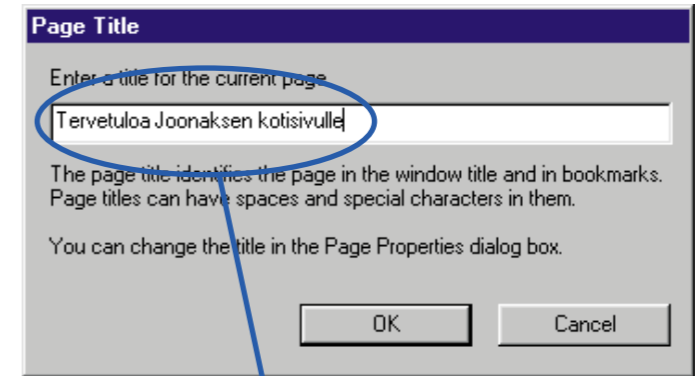 Page Title
Enter a title for the current page
Tervetuloa Joonaksen kotisivulle
The page title identifies the page in the window title and in bookmarks.
Page titles can have spaces and special characters in them.
You can change the title in the Page Properties dialog box.
OK
Cancel